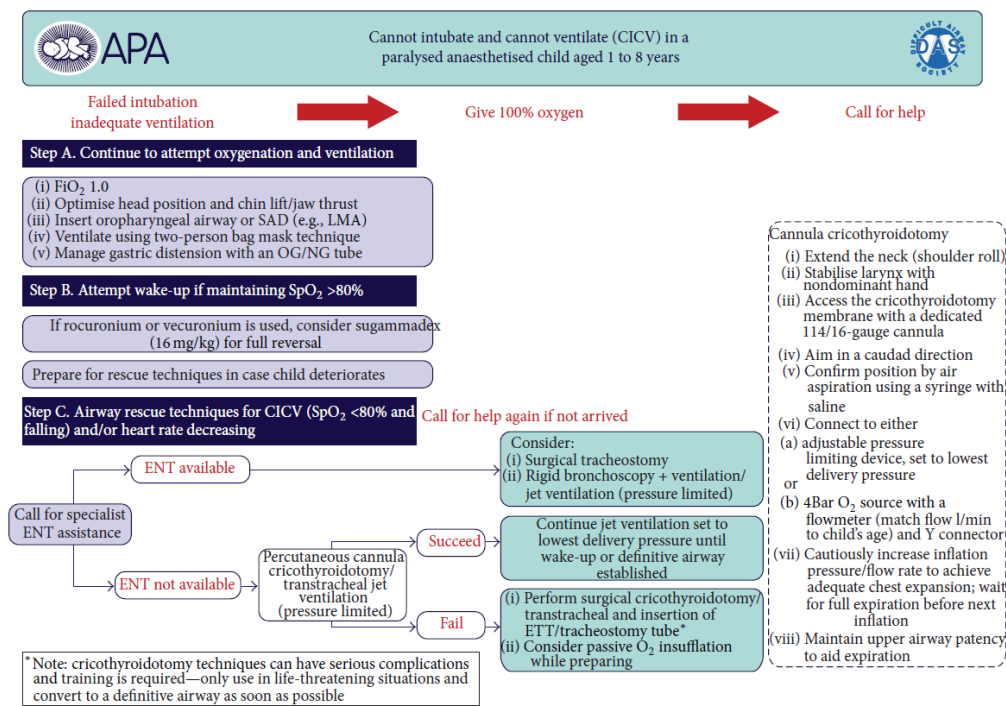 APA
Cannot intubate and cannot ventilate (CICV) in a
paralysed anaesthetised child aged 1 to 8 years
DIFFICULT AIRWAY
DAS
SOCIETY
Failed intubation
inadequate ventilation
Give 100% oxygen
Call for help
Step A. Continue to attempt oxygenation and ventilation
(i) FiO₂ 1.0
(ii) Optimise head position and chin lift/jaw thrust
(iii) Insert oropharyngeal airway or SAD (e.g., LMA)
(iv) Ventilate using two-person bag mask technique
(v) Manage gastric distension with an OG/NG tube
Step B. Attempt wake-up if maintaining SpO₂ >80%
If rocuronium or vecuronium is used, consider sugammadex
(16 mg/kg) for full reversal
Prepare for rescue techniques in case child deteriorates
Step C. Airway rescue techniques for CICV (SpO₂ <80% and
falling) and/or heart rate decreasing
Call for help again if not arrived
Call for specialist
ENT assistance
ENT available
Consider:
(i) Surgical tracheostomy
(ii) Rigid bronchoscopy + ventilation/
jet ventilation (pressure limited)
ENT not available
Percutaneous cannula
cricothyroidotomy/
transtracheal jet
ventilation
(pressure limited)
Succeed
Continue jet ventilation set to
lowest delivery pressure until
wake-up or definitive airway
established
Fail
(i) Perform surgical cricothyroidotomy/
transtracheal and insertion of
ETT/tracheostomy tube*
(ii) Consider passive O₂ insufflation
while preparing
Cannula cricothyroidotomy
(i) Extend the neck (shoulder roll)
(ii) Stabilise larynx with
nondominant hand
(iii) Access the cricothyroidotomy
membrane with a dedicated
114/16-gauge cannula
(iv) Aim in a caudad direction
(v) Confirm position by air
aspiration using a syringe with
saline
(vi) Connect to either
(a) adjustable pressure
limiting device, set to lowest
delivery pressure
or
(b) 4Bar O₂ source with a
flowmeter (match flow l/min
to child's age) and Y connector
(vii) Cautiously increase inflation
pressure/flow rate to achieve
adequate chest expansion; wait
for full expiration before next
inflation
(viii) Maintain upper airway patency
to aid expiration
*Note: cricothyroidotomy techniques can have serious complications
and training is required—only use in life-threatening situations and
convert to a definitive airway as soon as possible